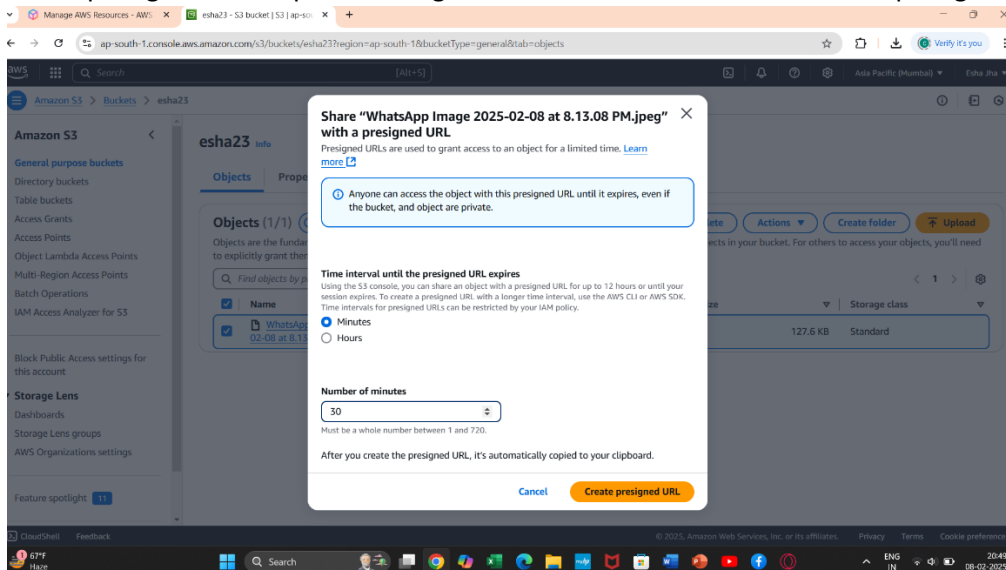 Manage AWS Resources - AWS
esha23 - S3 bucket | S3 | ap-sou
ap-south-1.console.aws.amazon.com/s3/buckets/esha23?region=ap-south-1&bucketType=general&tab=objects
Verify it's you
aws
Search
[Alt+S]
Asia Pacific (Mumbai)
Esha Jha
Amazon S3 > Buckets > esha23
Amazon S3
General purpose buckets
Directory buckets
Table buckets
Access Grants
Access Points
Object Lambda Access Points
Multi-Region Access Points
Batch Operations
IAM Access Analyzer for S3
Block Public Access settings for
this account
Storage Lens
Dashboards
Storage Lens groups
AWS Organizations settings
Feature spotlight 11
esha23 Info
Objects
Objects (1/1)
Actions
Create folder
Upload
Objects are the
to explicitly grant
ects in your bucket. For others to access your objects, you'll need
Find objects by
1
Name
Storage class
02-08 at 8.13
127.6 KB
Standard
Share “WhatsApp Image 2025-02-08 at 8.13.08 PM.jpeg”
with a presigned URL
Presigned URLs are used to grant access to an object for a limited time. Learn
more
Anyone can access the object with this presigned URL until it expires, even if
the bucket, and object are private.
Time interval until the presigned URL expires
Using the S3 console, you can share an object with a presigned URL for up to 12 hours or until your
session expires. To create a presigned URL with a longer time interval, use the AWS CLI or AWS SDK.
Time intervals for presigned URLs can be restricted by your IAM policy.
Minutes
Hours
Number of minutes
30
Must be a whole number between 1 and 720.
After you create the presigned URL, it's automatically copied to your clipboard.
Cancel
Create presigned URL
CloudShell
Feedback
© 2025, Amazon Web Services, Inc. or its affiliates.
Privacy
Terms
Cookie preference
67°F
Haze
Search
ENG
IN
20:49
08-02-2025